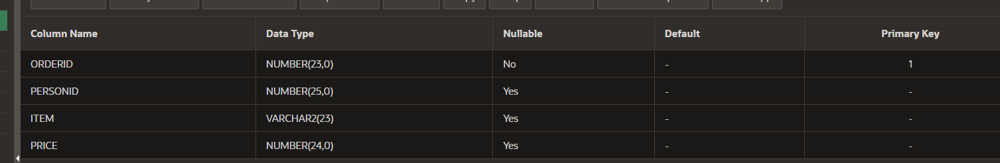 Column Name Data Type Nullable Default Primary Key
ORDERID NUMBER(23,0) No - 1
PERSONID NUMBER(25,0) Yes - -
ITEM VARCHAR2(23) Yes - -
PRICE NUMBER(24,0) Yes - -